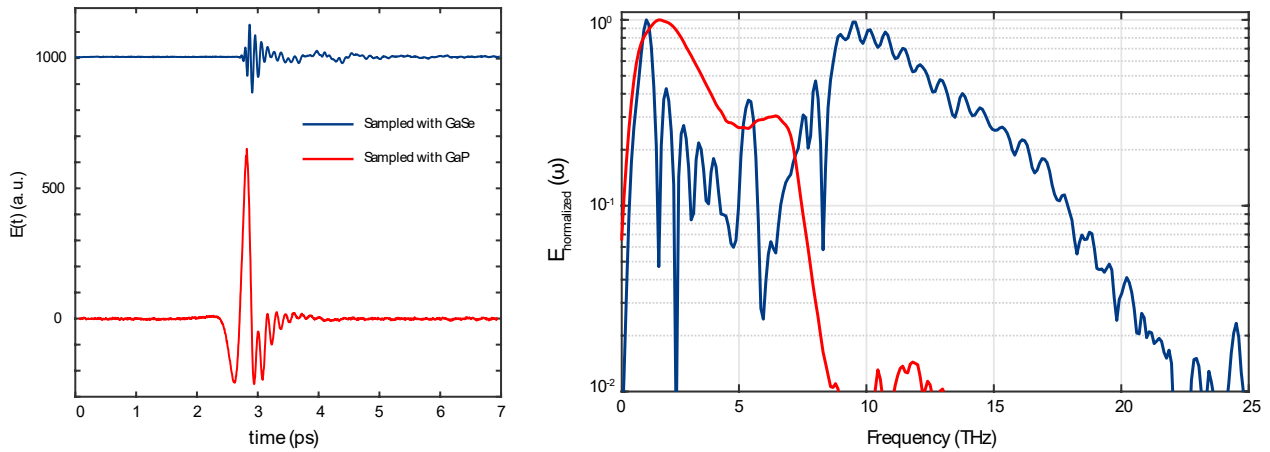 1000
500
0
E(t) (a. u.)
Sampled with GaSe
Sampled with GaP
0 1 2 3 4 5 6 7
time (ps)
10⁰
10⁻¹
10⁻²
E_normalized (ω)
0 5 10 15 20 25
Frequency (THz)